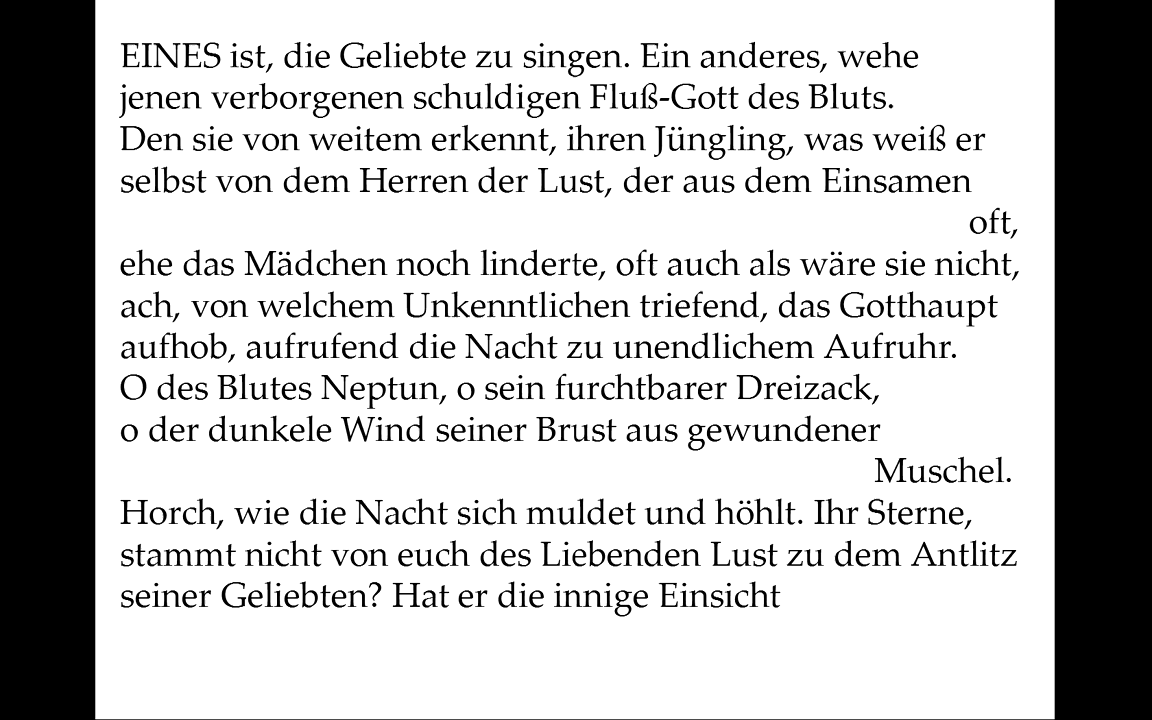 EINES ist, die Geliebte zu singen. Ein anderes, wehe
jenen verborgenen schuldigen Fluß-Gott des Bluts.
Den sie von weitem erkennt, ihren Jüngling, was weiß er
selbst von dem Herren der Lust, der aus dem Einsamen
oft,
ehe das Mädchen noch linderte, oft auch als wäre sie nicht,
ach, von welchem Unkenntlichen triefend, das Gotthaupt
aufhob, aufrufend die Nacht zu unendlichem Aufruhr.
O des Blutes Neptun, o sein furchtbarer Dreizack,
o der dunkele Wind seiner Brust aus gewundener
Muschel.
Horch, wie die Nacht sich muldet und höhlt. Ihr Sterne,
stammt nicht von euch des Liebenden Lust zu dem Antlitz
seiner Geliebten? Hat er die innige Einsicht